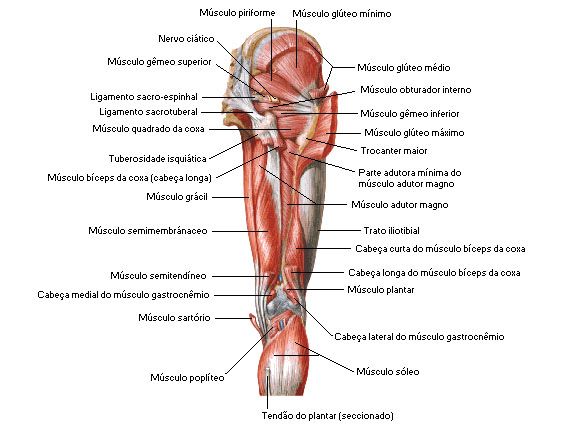 Músculo piriforme
Músculo glúteo mínimo
Nervo ciático
Músculo gêmeo superior
Músculo glúteo médio
Músculo obturador interno
Ligamento sacro-espinhal
Ligamento sacrotuberal
Músculo gêmeo inferior
Músculo quadrado da coxa
Músculo glúteo máximo
Trocanter maior
Tuberosidade isquiática
Músculo bíceps da coxa (cabeça longa)
Parte adutora mínima do
músculo adutor magno
Músculo grácil
Músculo adutor magno
Músculo semimembránaceo
Trato iliotibial
Cabeça curta do músculo bíceps da coxa
Músculo semitendíneo
Cabeça longa do músculo bíceps da coxa
Cabeça medial do músculo gastrocnêmio
Músculo plantar
Músculo sartório
Cabeça lateral do músculo gastrocnêmio
Músculo poplíteo
Músculo sóleo
Tendão do plantar (seccionado)